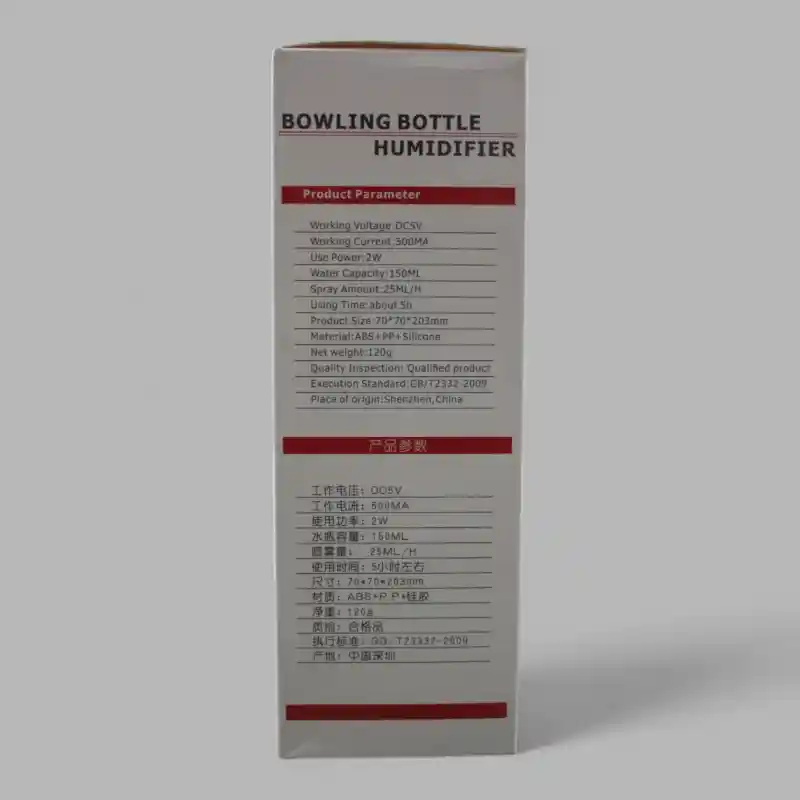 BOWLING BOTTLE
HUMIDIFIER
Product Parameter
Working Voltage:DC5V
Working Current:500MA
Use Power:2W
Water Capacity:150ML
Spray Amount:25ML/H
Using Time:about 5h
Product Size:70*70*203mm
Material:ABS+PP+Silicone
Net weight:120g
Quality Inspection: Qualified product
Execution Standard:GB/T2332-2009
Place of origin:Shenzhen,China
产品参数
工作电压：DC5V
工作电流：500MA
使用功率：2W
水瓶容量：150ML
喷雾量： 25ML/H
使用时间：5小时左右
尺寸：70*70*203mm
材质：ABS+P P+硅胶
净重：120g
质检：合格品
执行标准：GB T23332-2009
产地：中国深圳